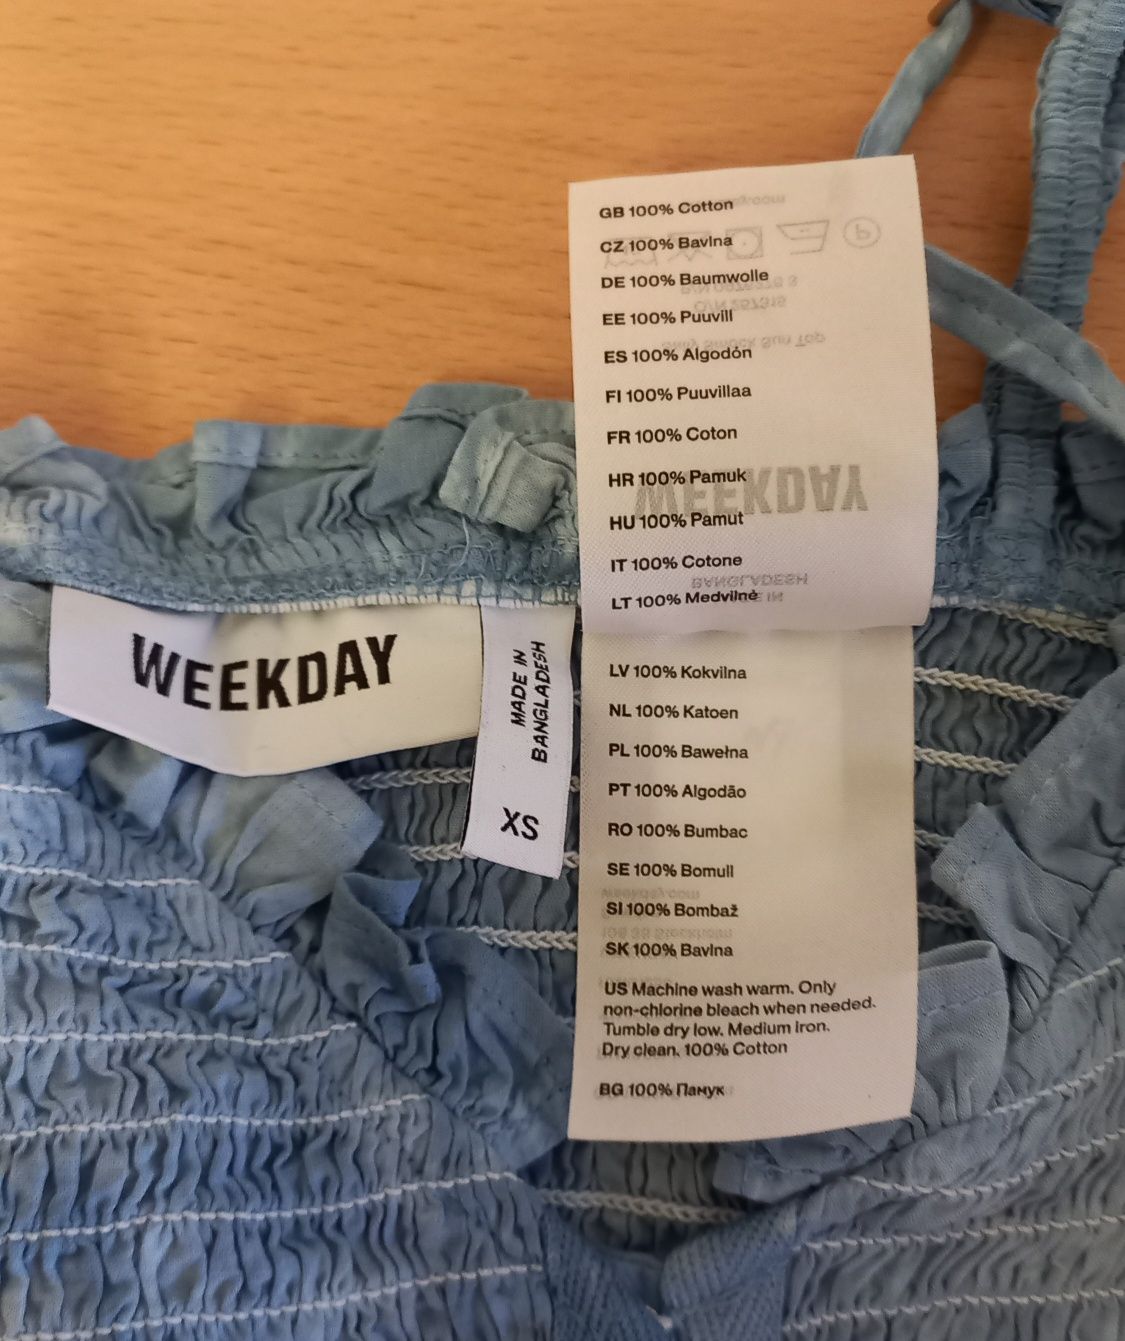 WEEKDAY
MADE IN
BANGLADESH
XS
GB 100% Cotton
CZ 100% Bavlna
DE 100% Baumwolle
EE 100% Puuvill
ES 100% Algodón
FI 100% Puuvillaa
FR 100% Coton
HR 100% Pamuk
HU 100% Pamut
IT 100% Cotone
LT 100% Medvilnė
LV 100% Kokvilna
NL 100% Katoen
PL 100% Bawełna
PT 100% Algodão
RO 100% Bumbac
SE 100% Bomull
SI 100% Bombaž
SK 100% Bavlna
US Machine wash warm. Only
non-chlorine bleach when needed.
Tumble dry low. Medium Iron.
Dry clean. 100% Cotton
BG 100% Памук